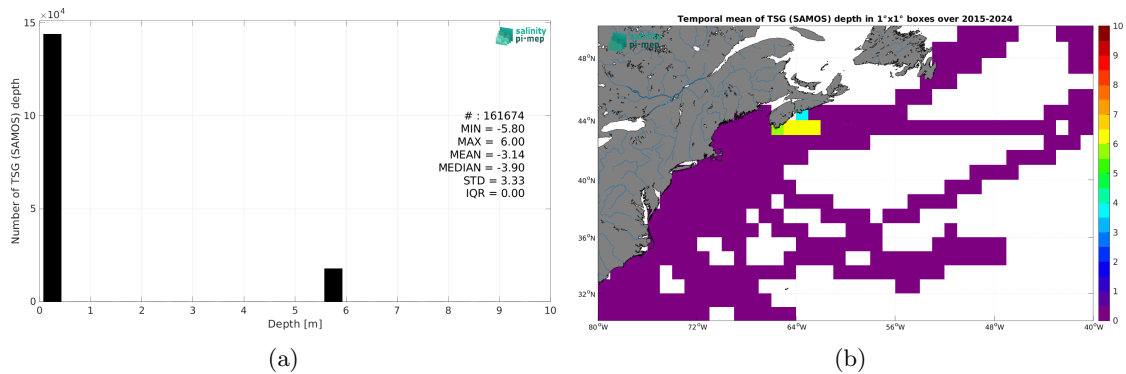 ×10⁴
15
10
5
0
Number of TSG (SAMOS) depth
salinity
pi-mep
# : 161674
MIN = -5.80
MAX = 6.00
MEAN = -3.14
MEDIAN = -3.90
STD = 3.33
IQR = 0.00
0 1 2 3 4 5 6 7 8 9 10
Depth [m]
(a)
Temporal mean of TSG (SAMOS) depth in 1°x1° boxes over 2015-2024
salinity
pi-mep
48°N
44°N
40°N
36°N
32°N
80°W 72°W 64°W 56°W 48°W 40°W
10
9
8
7
6
5
4
3
2
1
0
(b)